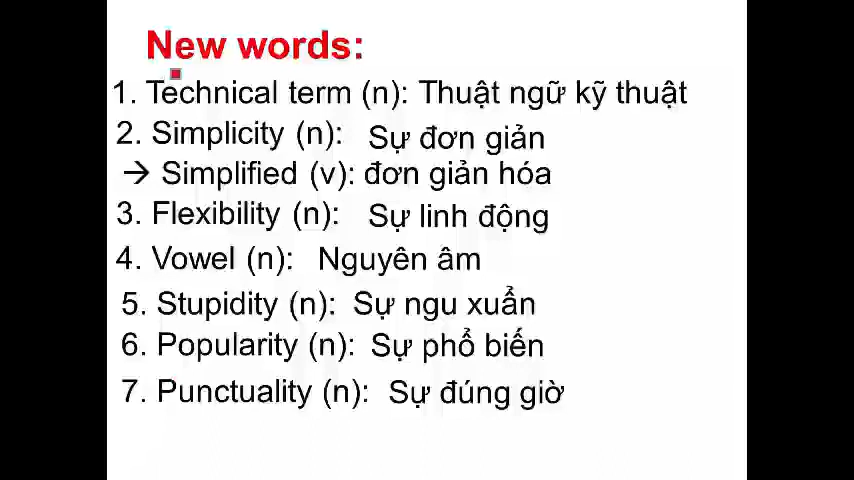 New words:
1. Technical term (n): Thuật ngữ kỹ thuật
2. Simplicity (n): Sự đơn giản
→ Simplified (v): đơn giản hóa
3. Flexibility (n): Sự linh động
4. Vowel (n): Nguyên âm
5. Stupidity (n): Sự ngu xuẩn
6. Popularity (n): Sự phổ biến
7. Punctuality (n): Sự đúng giờ